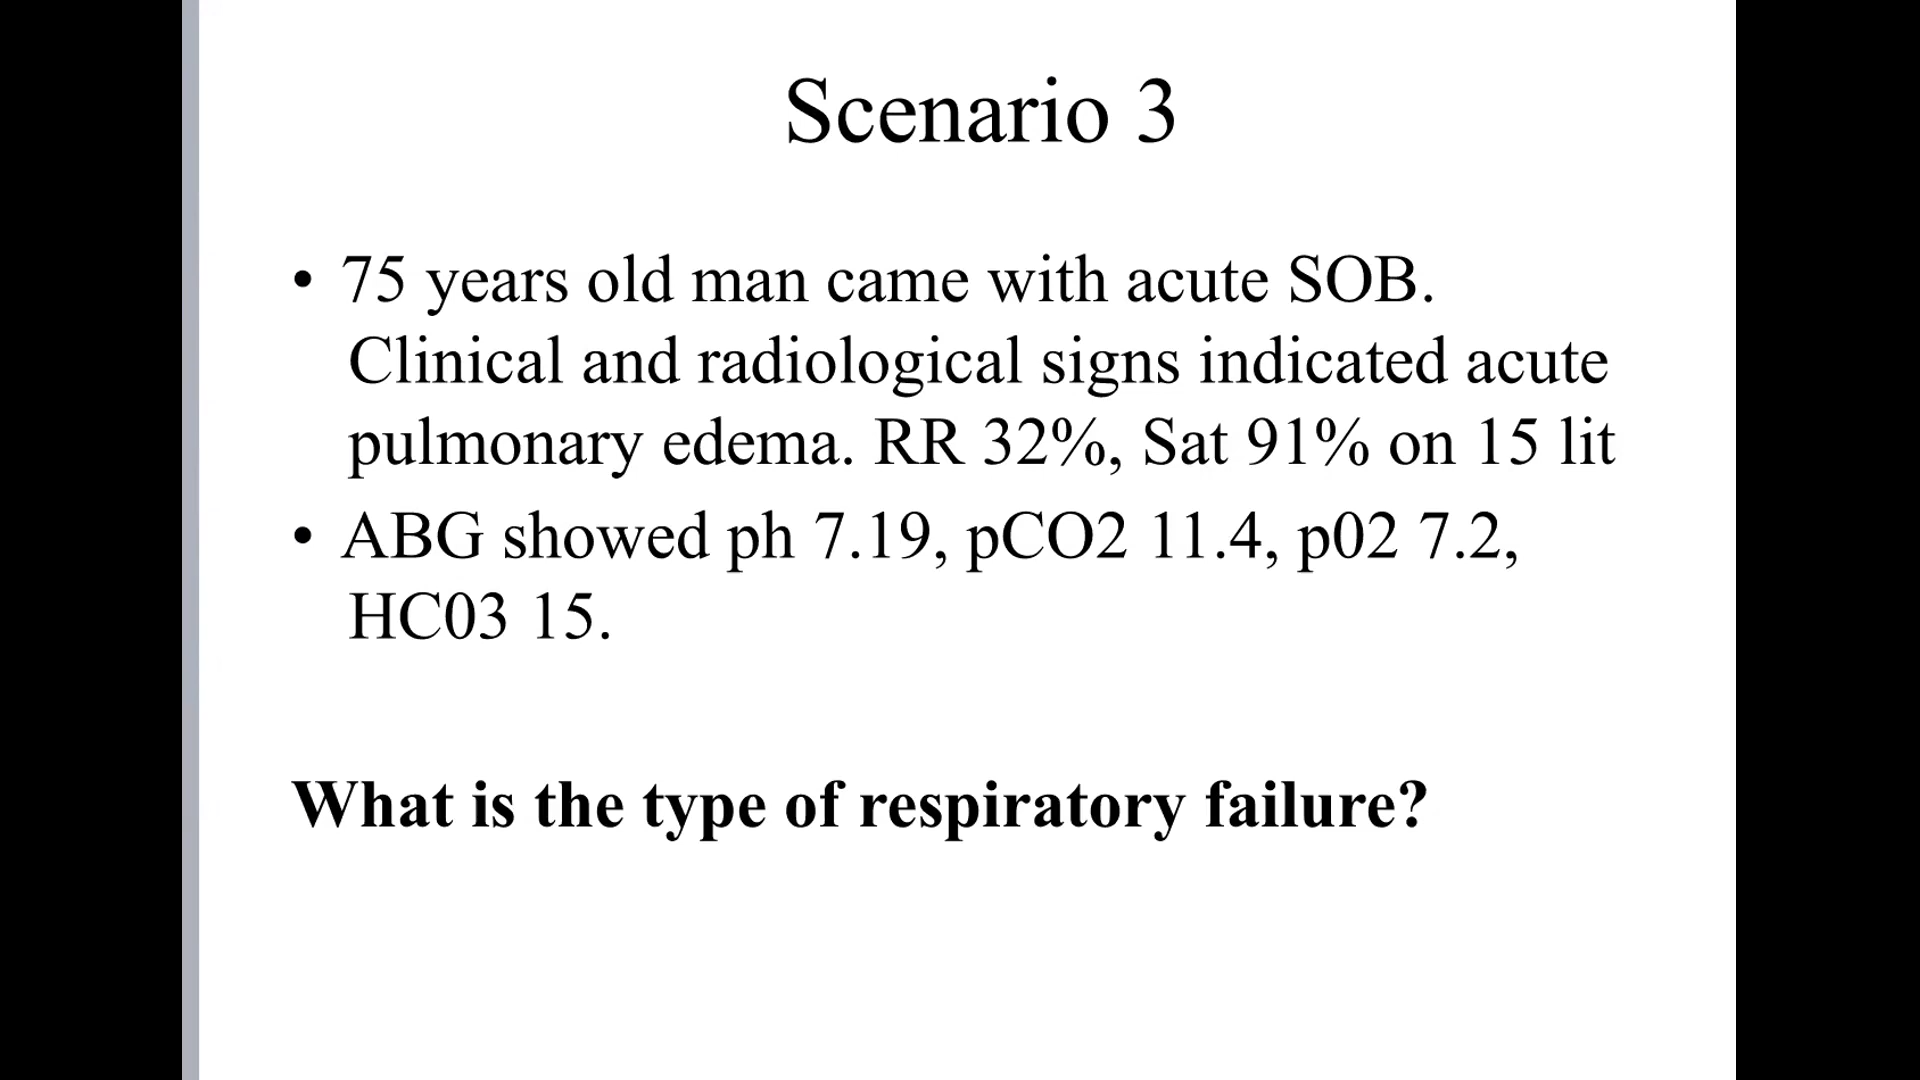 Scenario 3
• 75 years old man came with acute SOB.
Clinical and radiological signs indicated acute
pulmonary edema. RR 32%, Sat 91% on 15 lit
• ABG showed ph 7.19, pCO2 11.4, p02 7.2,
HC03 15.
What is the type of respiratory failure?